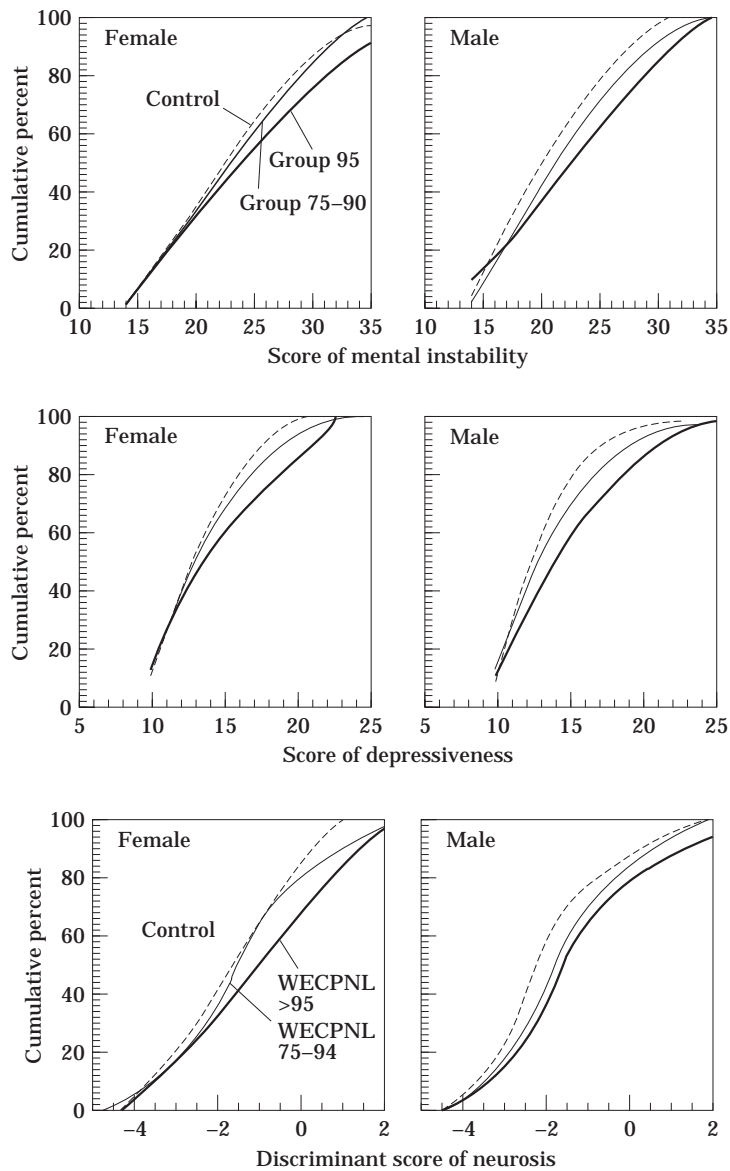 100
80
60
40
20
0
Cumulative percent
Female
Control
Group 95
Group 75–90
10 15 20 25 30 35
Male
10 15 20 25 30 35
Score of mental instability
100
80
60
40
20
0
Cumulative percent
Female
5 10 15 20 25
Male
5 10 15 20 25
Score of depressiveness
100
80
60
40
20
0
Cumulative percent
Female
Control
WECPNL
>95
WECPNL
75–94
−4 −2 0 2
Male
−4 −2 0 2
Discriminant score of neurosis